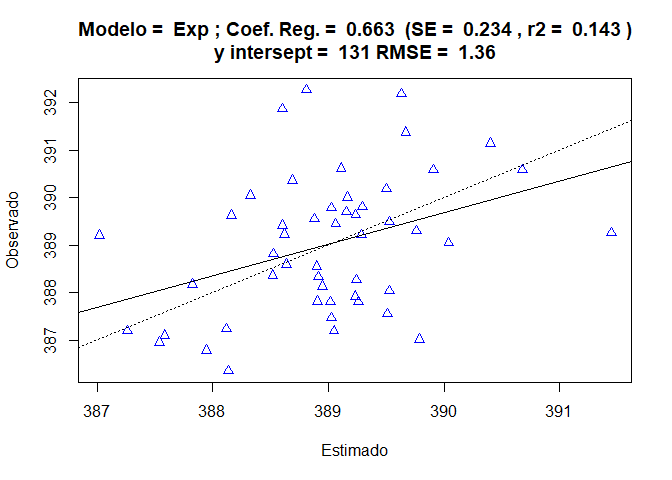 Modelo = Exp ; Coef. Reg. = 0.663 (SE = 0.234 , r2 = 0.143 )
y intersept = 131 RMSE = 1.36
392
391
390
389
388
387
Observado
387 388 389 390 391
Estimado